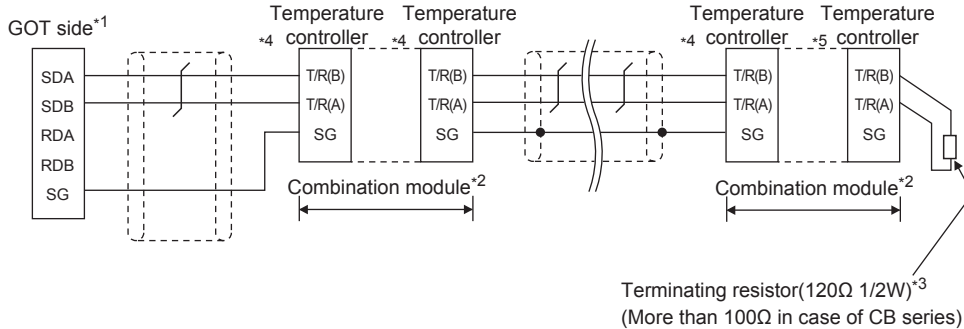 GOT side*1
SDA
SDB
RDA
RDB
SG
Temperature
*4 controller
T/R(B)
T/R(A)
SG
Temperature
*4 controller
T/R(B)
T/R(A)
SG
Combination module*2
Temperature
*4 controller
T/R(B)
T/R(A)
SG
Temperature
*5 controller
T/R(B)
T/R(A)
SG
Combination module*2
Terminating resistor(120Ω 1/2W)*3
(More than 100Ω in case of CB series)